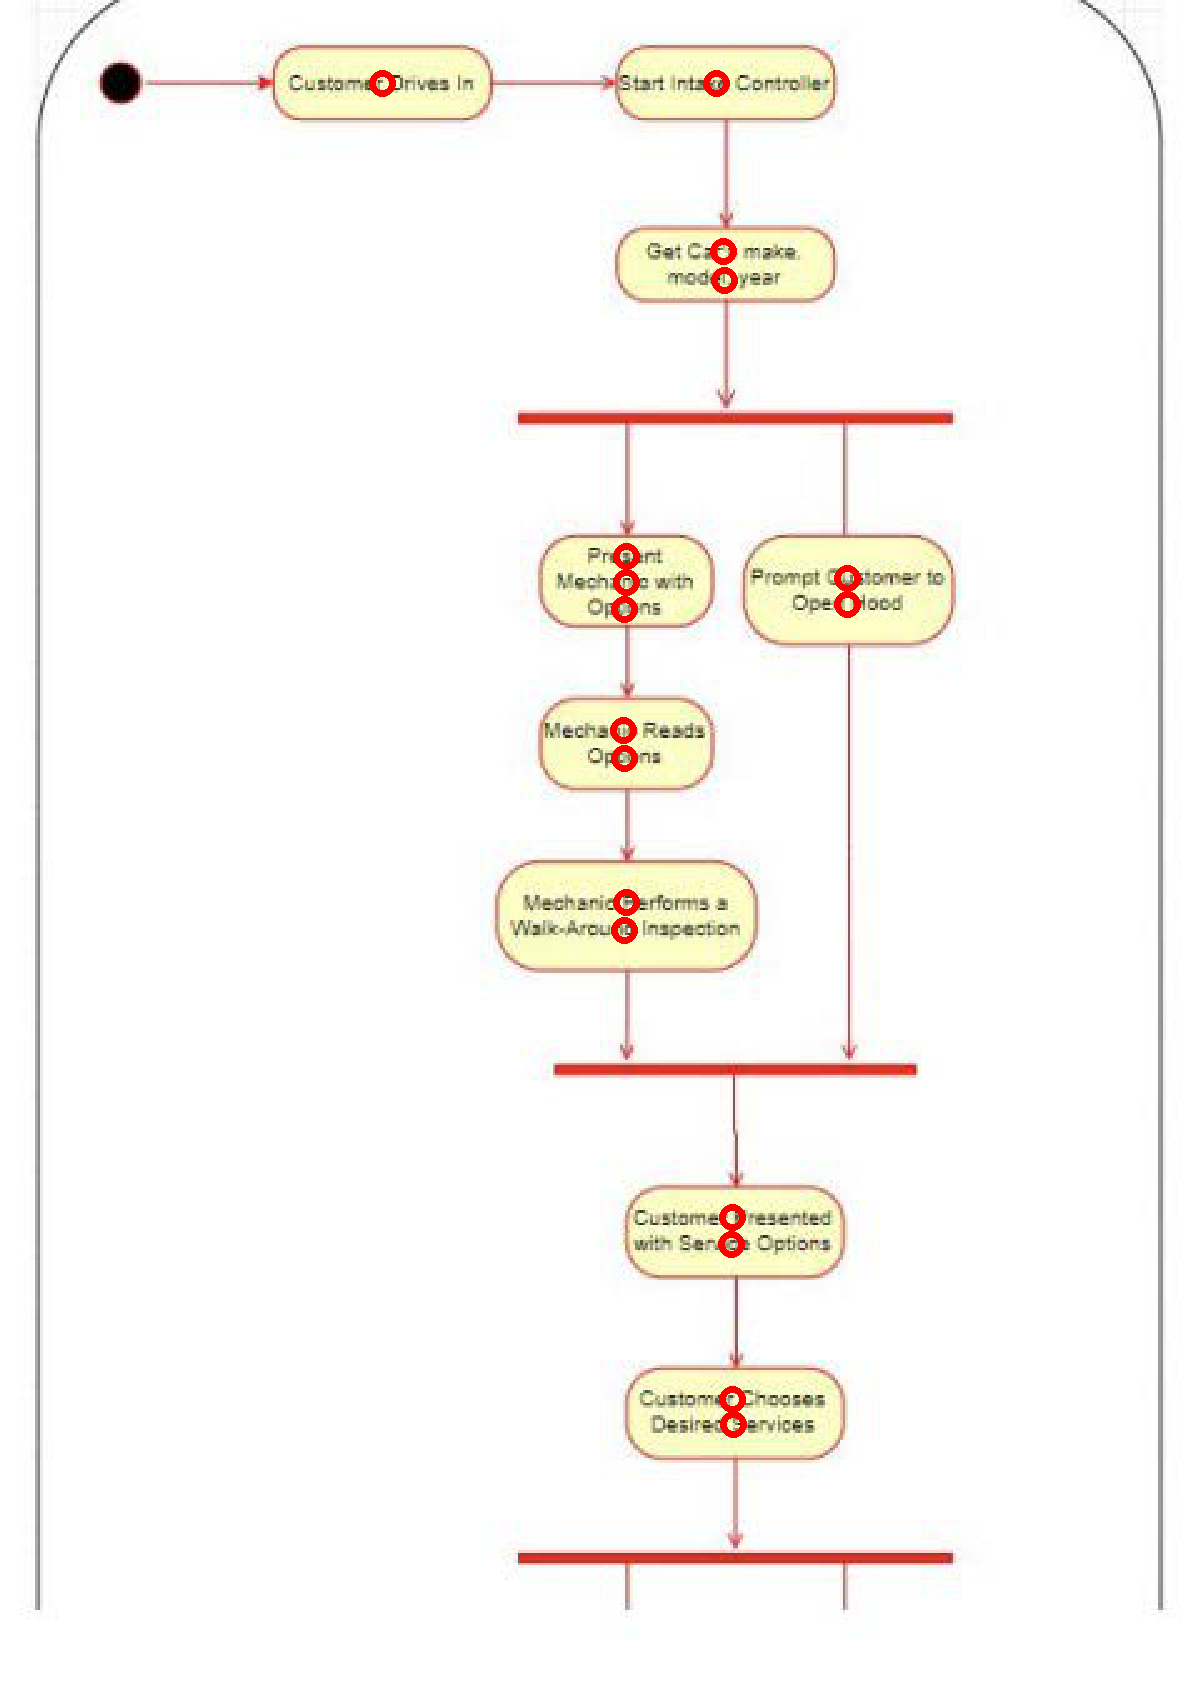 Customer Drives In
Start Intake Controller
Get Car's make,
model, year
Present
Mechanic with
Options
Prompt Customer to
Open Hood
Mechanic Reads
Options
Mechanic Performs a
Walk-Around Inspection
Customer Presented
with Service Options
Customer Chooses
Desired Services